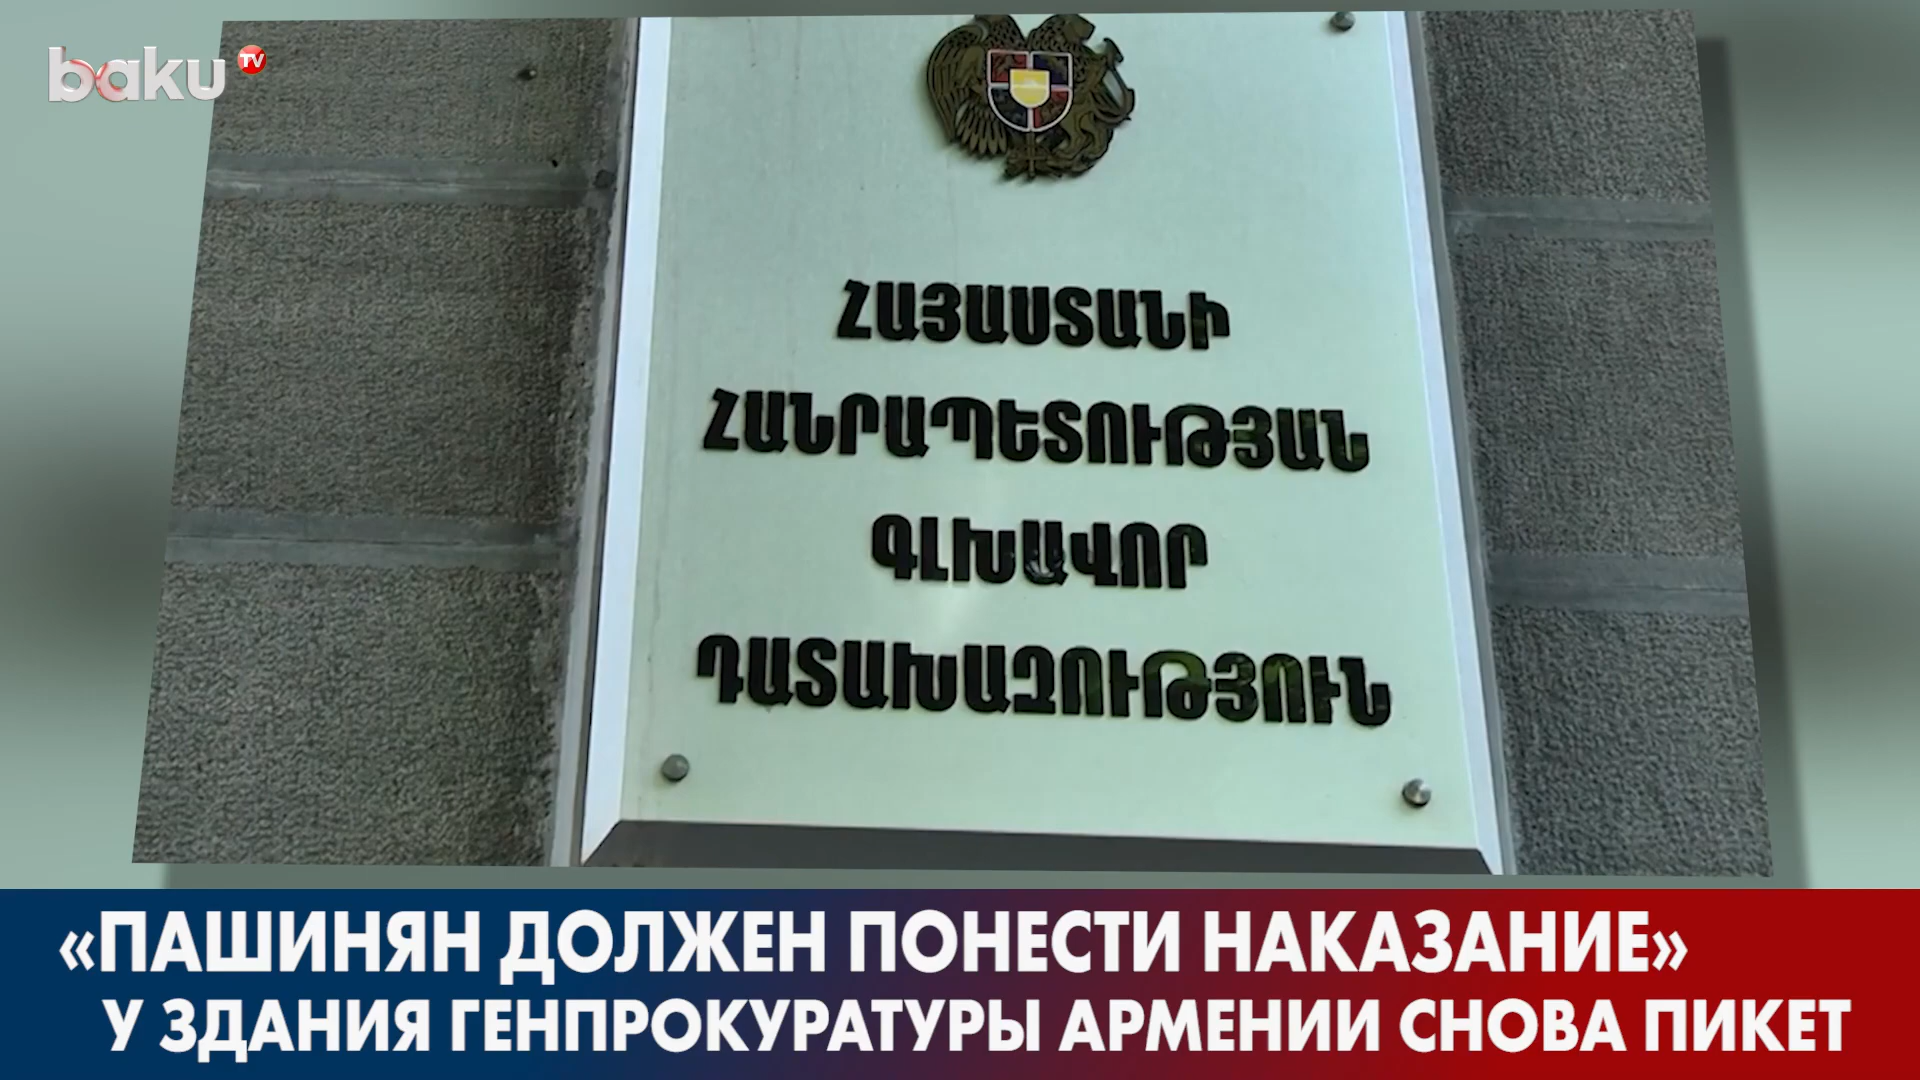 baku TV
ՀԱՅԱՍՏԱՆԻ
ՀԱՆՐԱՊԵՏՈՒԹՅԱՆ
ԳԼԽԱՎՈՐ
ԴԱՏԱԽԱԶՈՒԹՅՈՒՆ
«ПАШИНЯН ДОЛЖЕН ПОНЕСТИ НАКАЗАНИЕ»
У ЗДАНИЯ ГЕНПРОКУРАТУРЫ АРМЕНИИ СНОВА ПИКЕТ